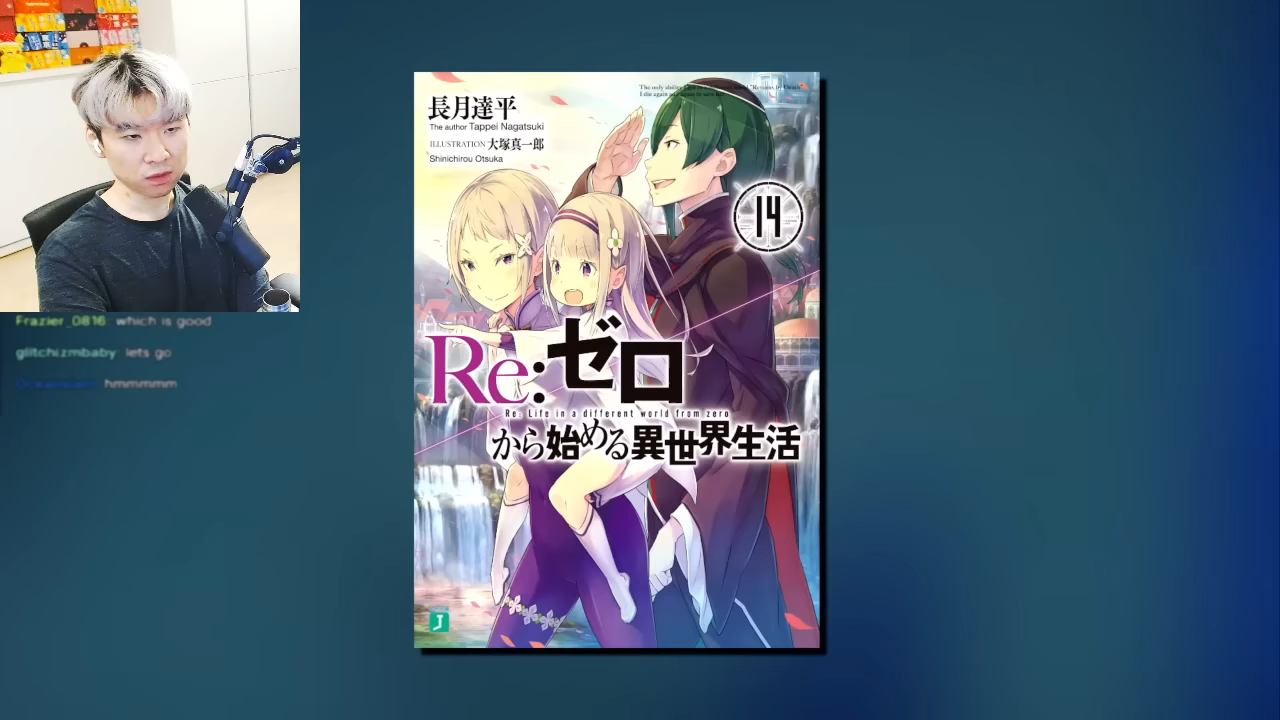 Frazier_0816: which is good
glitchizmbaby: lets go
hmmmmm
長月達平
The author Tappei Nagatsuki
ILLUSTRATION 大塚真一郎
Shinichirou Otsuka
14
Re:ゼロ
Re: Life in a different world from zero
から始める異世界生活
J